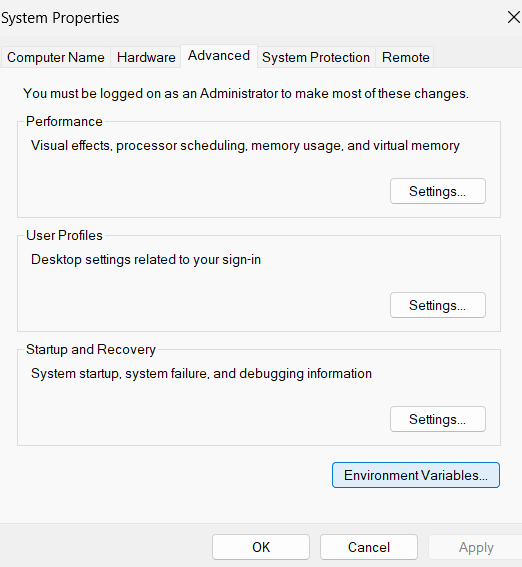 System Properties
Computer Name Hardware Advanced System Protection Remote
You must be logged on as an Administrator to make most of these changes.
Performance
Visual effects, processor scheduling, memory usage, and virtual memory
Settings...
User Profiles
Desktop settings related to your sign-in
Settings...
Startup and Recovery
System startup, system failure, and debugging information
Settings...
Environment Variables...
OK Cancel Apply